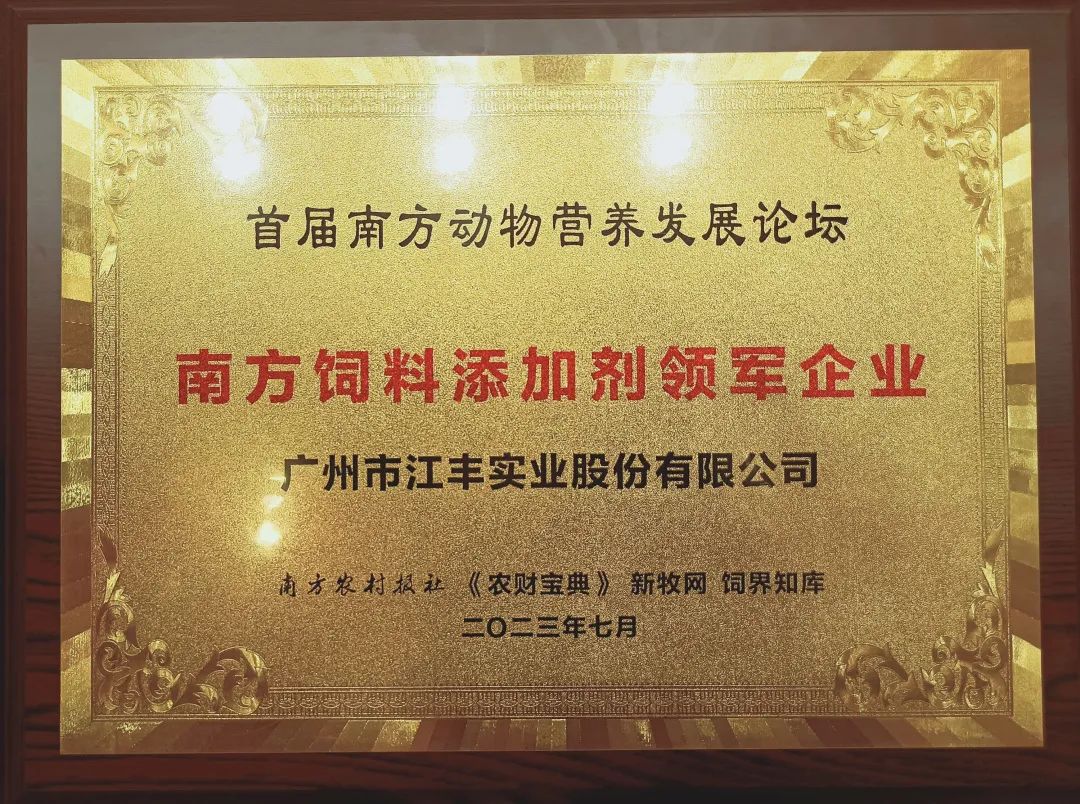 首届南方动物营养发展论坛
南方饲料添加剂领军企业
广州市江丰实业股份有限公司
南方农村报社 《农财宝典》 新牧网 饲界知库
二〇二三年七月